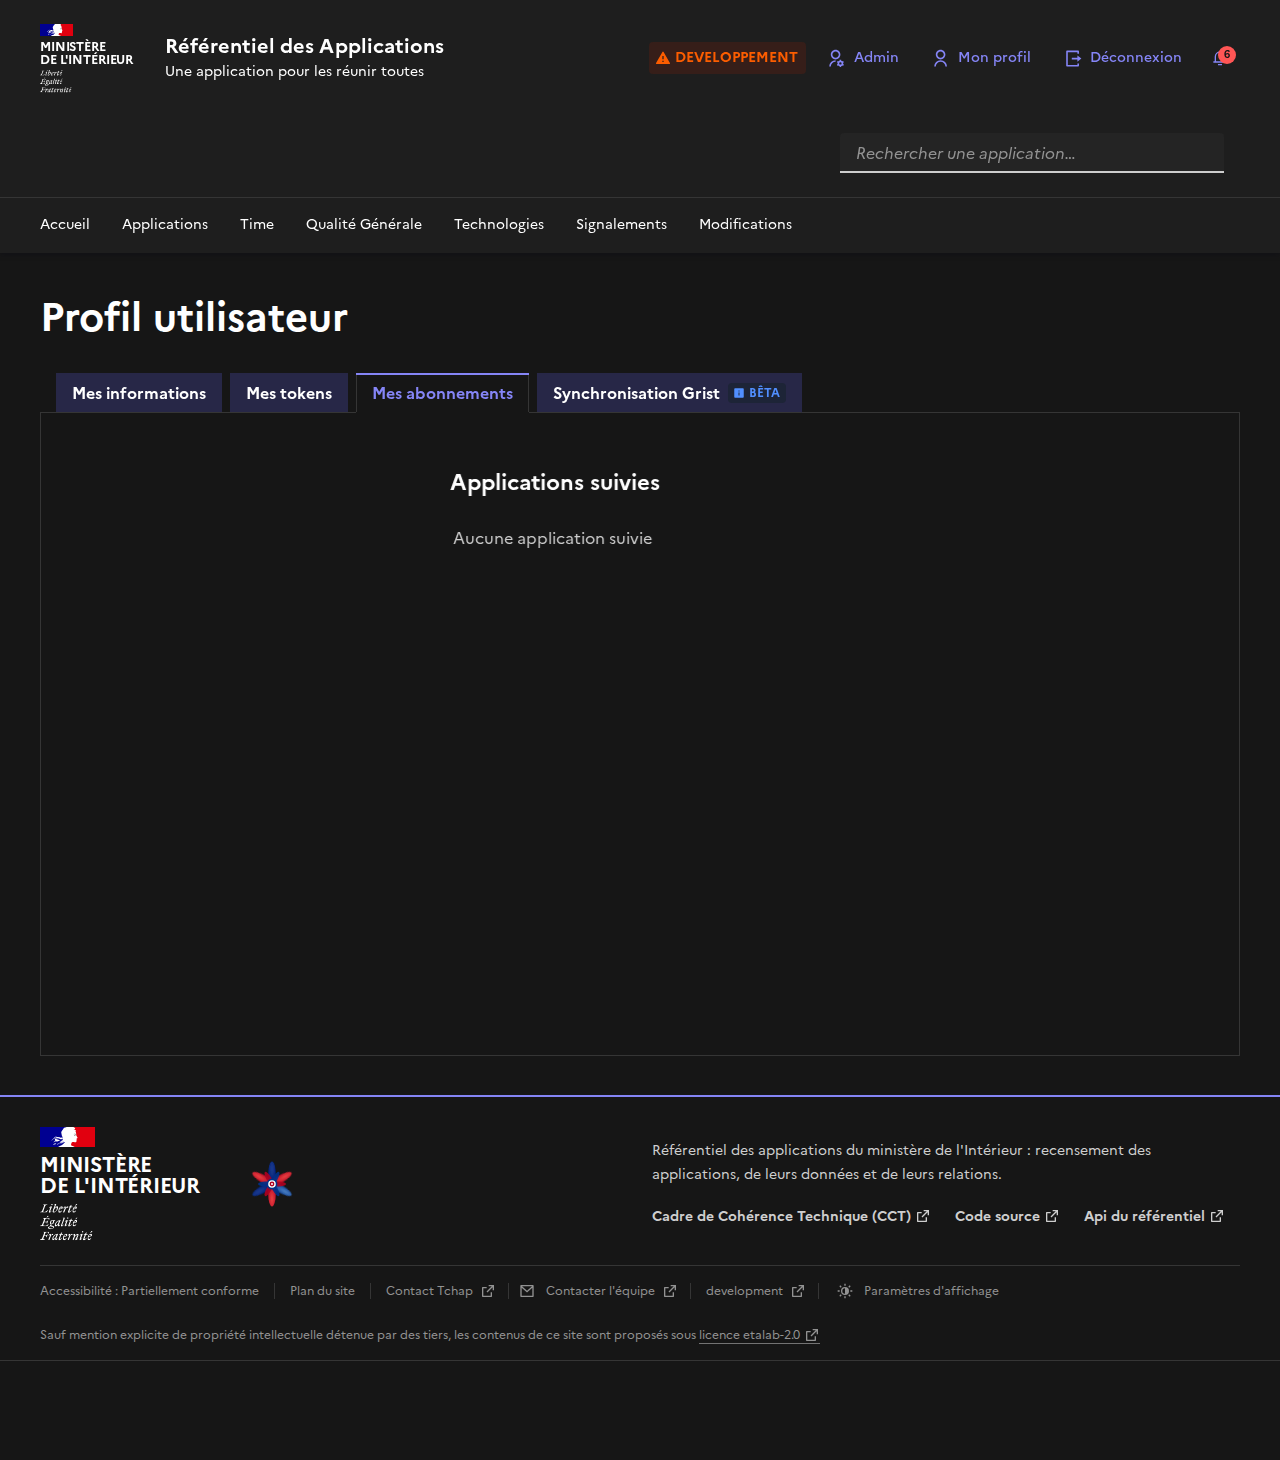 MINISTÈRE
DE L'INTÉRIEUR
Liberté
Égalité
Fraternité
Référentiel des Applications
Une application pour les réunir toutes
DEVELOPPEMENT
Admin
Mon profil
Déconnexion
6
Rechercher une application…
Accueil
Applications
Time
Qualité Générale
Technologies
Signalements
Modifications
Profil utilisateur
Mes informations
Mes tokens
Mes abonnements
Synchronisation Grist
BÊTA
Applications suivies
Aucune application suivie
MINISTÈRE
DE L'INTÉRIEUR
Liberté
Égalité
Fraternité
Référentiel des applications du ministère de l'Intérieur : recensement des
applications, de leurs données et de leurs relations.
Cadre de Cohérence Technique (CCT)
Code source
Api du référentiel
Accessibilité : Partiellement conforme
Plan du site
Contact Tchap
Contacter l'équipe
development
Paramètres d'affichage
Sauf mention explicite de propriété intellectuelle détenue par des tiers, les contenus de ce site sont proposés sous licence etalab-2.0